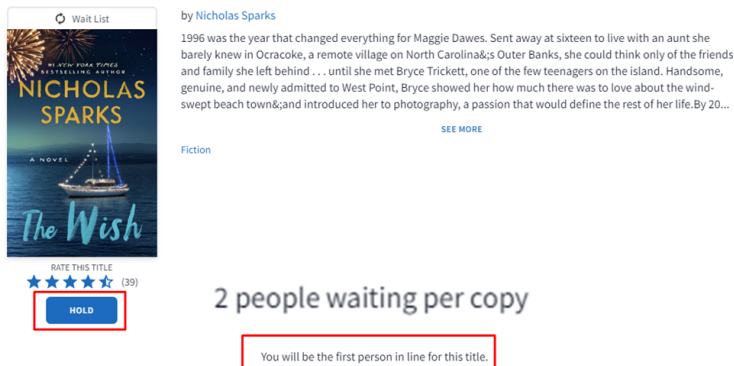 Wait List
#1 NEW YORK TIMES
BESTSELLING AUTHOR
NICHOLAS
SPARKS
A NOVEL
The Wish
RATE THIS TITLE
(39)
HOLD
by Nicholas Sparks
1996 was the year that changed everything for Maggie Dawes. Sent away at sixteen to live with an aunt she
barely knew in Ocracoke, a remote village on North Carolina&;s Outer Banks, she could think only of the friends
and family she left behind . . . until she met Bryce Trickett, one of the few teenagers on the island. Handsome,
genuine, and newly admitted to West Point, Bryce showed her how much there was to love about the wind-
swept beach town&;and introduced her to photography, a passion that would define the rest of her life.By 20...
SEE MORE
Fiction
2 people waiting per copy
You will be the first person in line for this title.